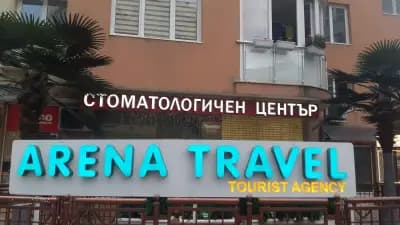 СТОМАТОЛОГИЧЕН ЦЕНТЪР
ARENA TRAVEL
TOURIST AGENCY